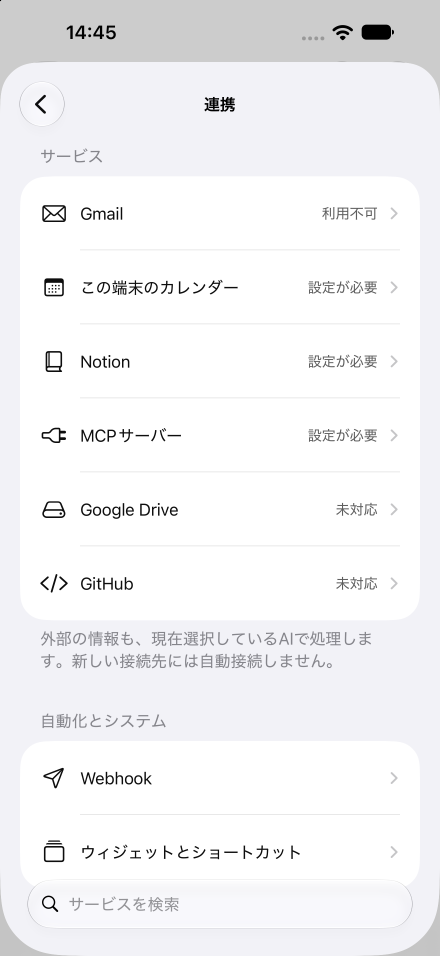 14:45
連携
サービス
Gmail 利用不可
この端末のカレンダー 設定が必要
Notion 設定が必要
MCPサーバー 設定が必要
Google Drive 未対応
GitHub 未対応
外部の情報も、現在選択しているAIで処理しま
す。新しい接続先には自動接続しません。
自動化とシステム
Webhook
ウィジェットとショートカット
サービスを検索